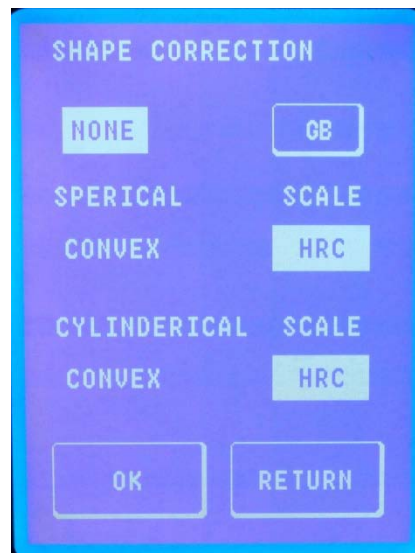 SHAPE CORRECTION
NONE GB
SPERICAL SCALE
CONVEX HRC
CYLINDERICAL SCALE
CONVEX HRC
OK RETURN